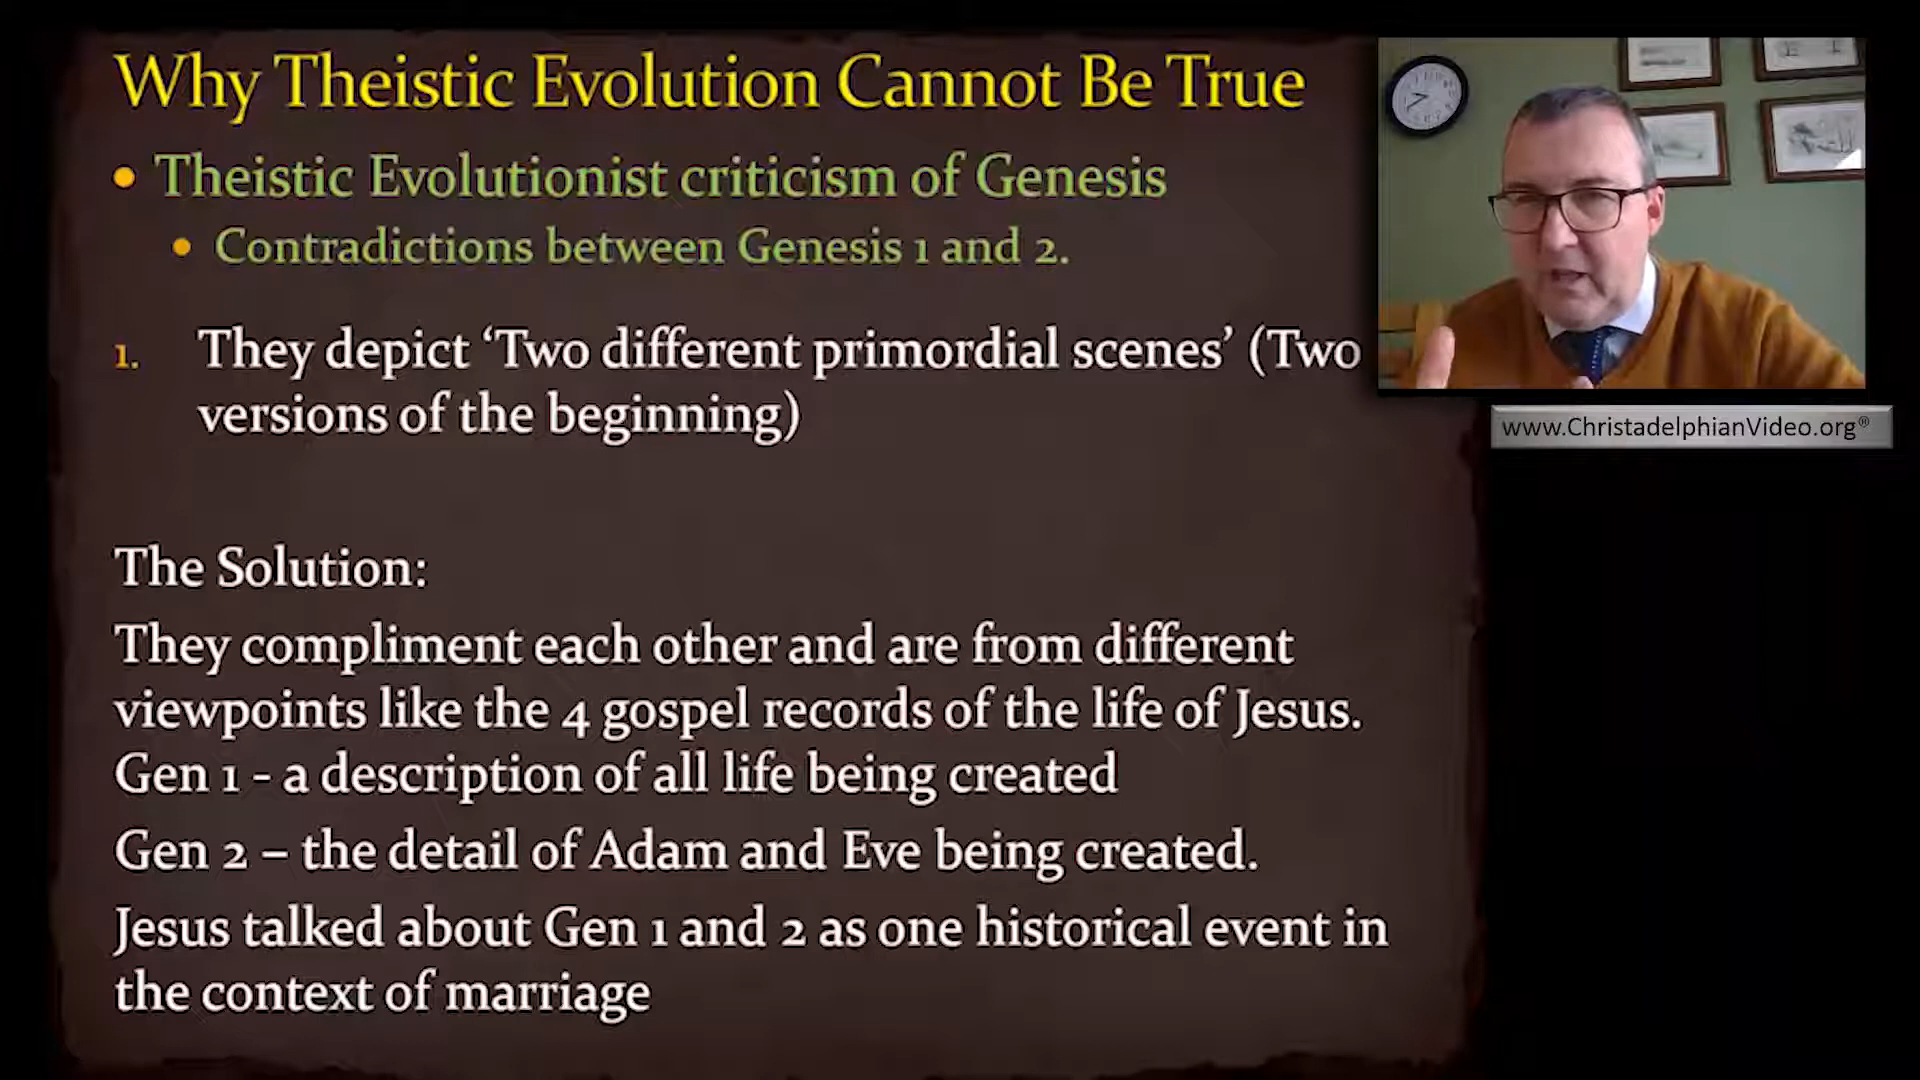 Why Theistic Evolution Cannot Be True
• Theistic Evolutionist criticism of Genesis
• Contradictions between Genesis 1 and 2.
1. They depict ‘Two different primordial scenes’ (Two
versions of the beginning)
www.ChristadelphianVideo.org®
The Solution:
They compliment each other and are from different
viewpoints like the 4 gospel records of the life of Jesus.
Gen 1 - a description of all life being created
Gen 2 – the detail of Adam and Eve being created.
Jesus talked about Gen 1 and 2 as one historical event in
the context of marriage